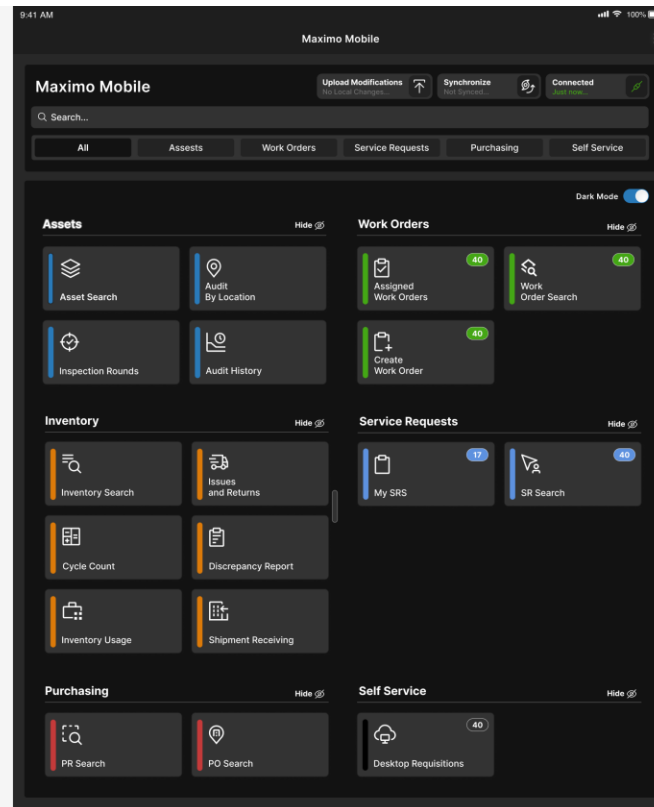 9:41 AM
100%
Maximo Mobile
Maximo Mobile
Upload Modifications
No Local Changes...
Synchronize
Not Synced...
Connected
Just now...
Search...
All
Assests
Work Orders
Service Requests
Purchasing
Self Service
Dark Mode
Assets
Hide
Asset Search
Audit
By Location
Inspection Rounds
Audit History
Work Orders
Hide
40
Assigned
Work Orders
40
Work
Order Search
40
Create
Work Order
Inventory
Hide
Inventory Search
Issues
and Returns
Cycle Count
Discrepancy Report
Inventory Usage
Shipment Receiving
Service Requests
Hide
17
My SRS
40
SR Search
Purchasing
Hide
PR Search
PO Search
Self Service
Hide
40
Desktop Requisitions